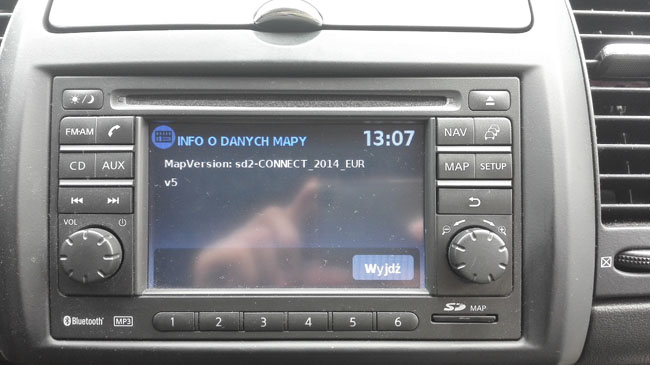 FM·AM
CD AUX
VOL
INFO O DANYCH MAPY 13:07
MapVersion: sd2-CONNECT_2014_EUR
v5
Wyjdź
NAV
MAP SETUP
Bluetooth MP3
1 2 3 4 5 6
SD MAP